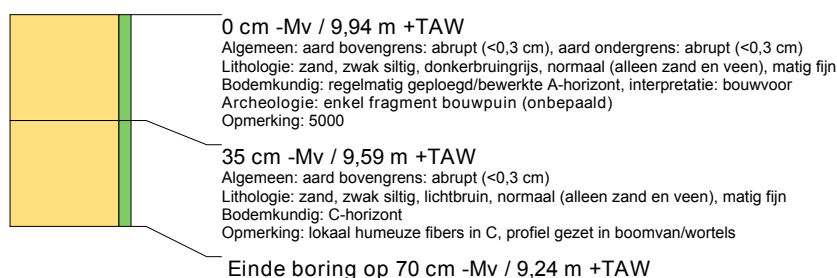 0 cm -Mv / 9,94 m +TAW
Algemeen: aard bovengrens: abrupt (<0,3 cm), aard ondergrens: abrupt (<0,3 cm)
Lithologie: zand, zwak siltig, donkerbruingrijs, normaal (alleen zand en veen), matig fijn
Bodemkundig: regelmatig geploegd/bewerkte A-horizont, interpretatie: bouwvoor
Archeologie: enkel fragment bouwpuin (onbepaald)
Opmerking: 5000
35 cm -Mv / 9,59 m +TAW
Algemeen: aard bovengrens: abrupt (<0,3 cm)
Lithologie: zand, zwak siltig, lichtbruin, normaal (alleen zand en veen), matig fijn
Bodemkundig: C-horizont
Opmerking: lokaal humeuze fibers in C, profiel gezet in boomvan/wortels
Einde boring op 70 cm -Mv / 9,24 m +TAW